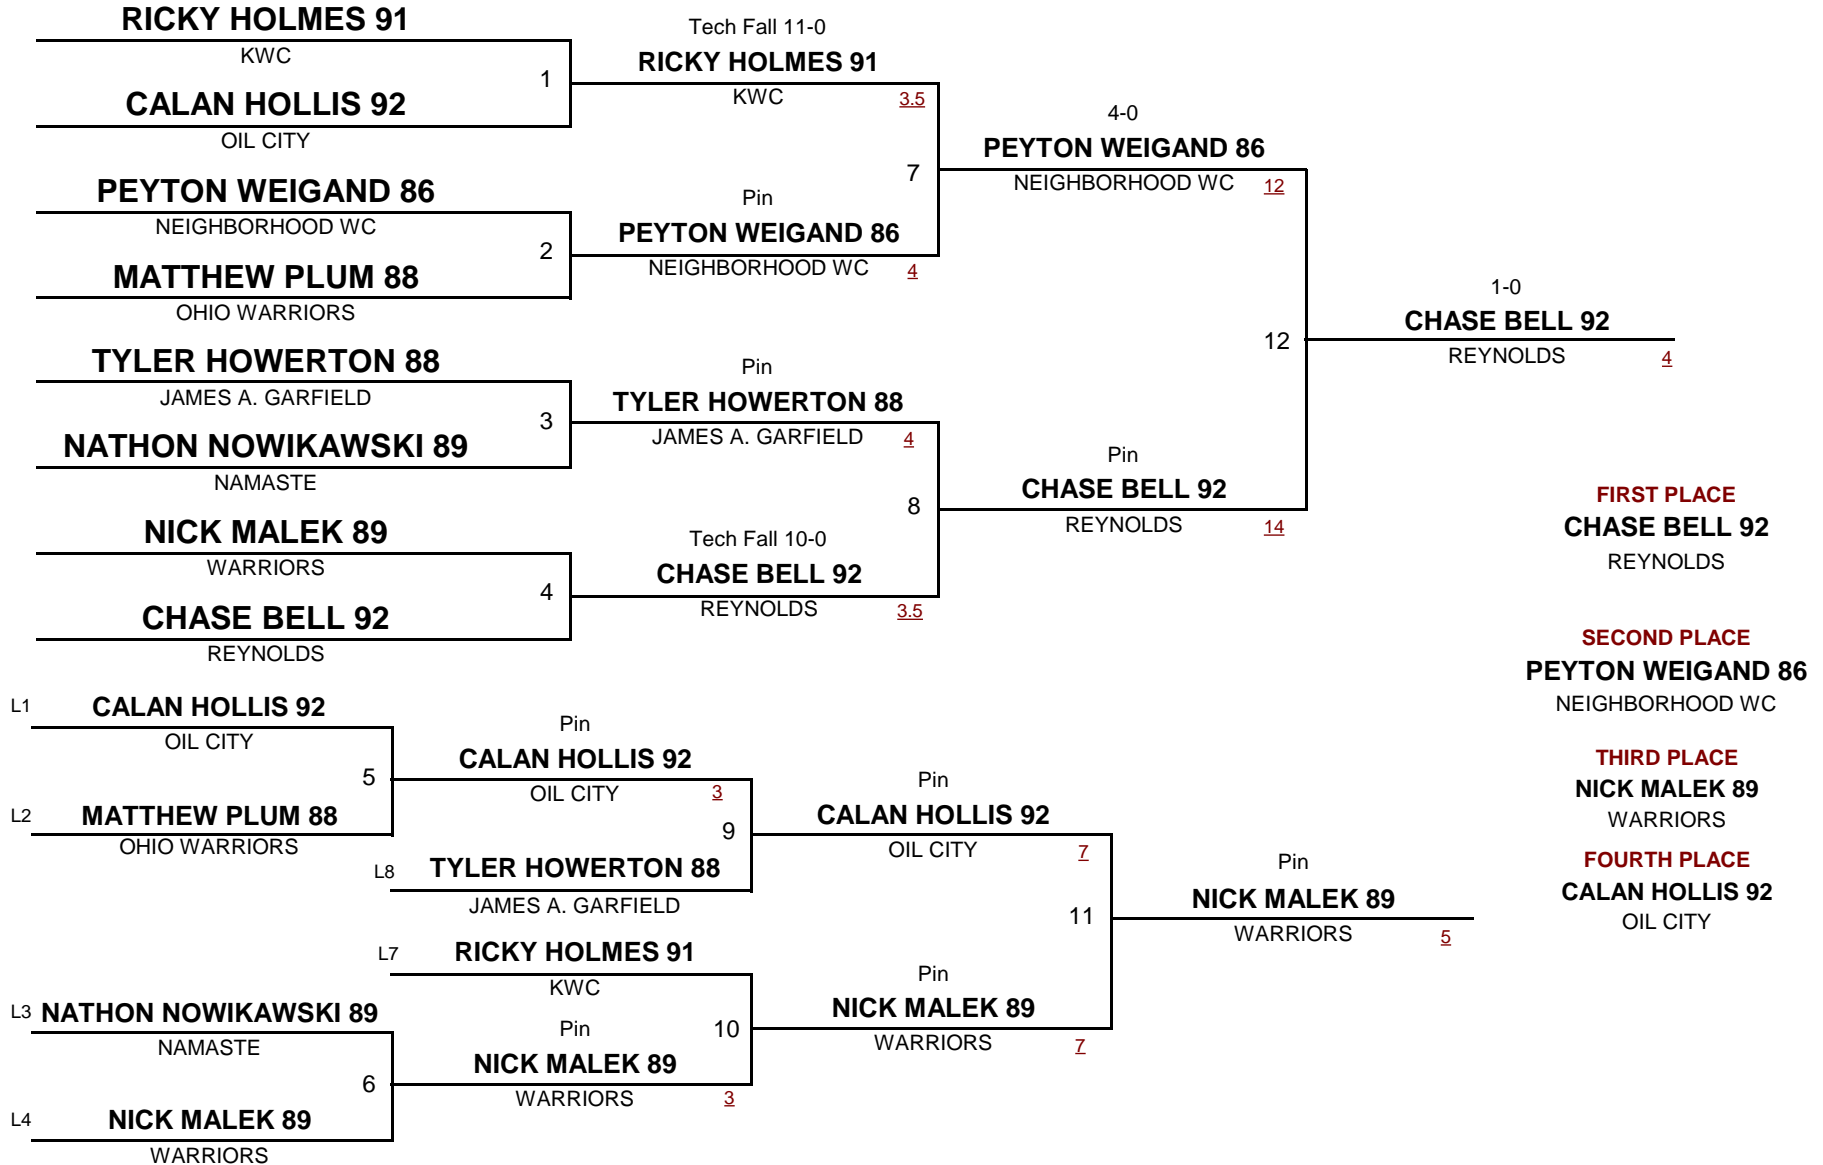 RICKY HOLMES 91
KWC
1
CALAN HOLLIS 92
OIL CITY
Tech Fall 11-0
RICKY HOLMES 91
KWC
3.5
PEYTON WEIGAND 86
NEIGHBORHOOD WC
2
MATTHEW PLUM 88
OHIO WARRIORS
Pin
PEYTON WEIGAND 86
NEIGHBORHOOD WC
4
7
4-0
PEYTON WEIGAND 86
NEIGHBORHOOD WC
12
TYLER HOWERTON 88
JAMES A. GARFIELD
3
NATHON NOWIKAWSKI 89
NAMASTE
Pin
TYLER HOWERTON 88
JAMES A. GARFIELD
4
NICK MALEK 89
WARRIORS
4
CHASE BELL 92
REYNOLDS
Tech Fall 10-0
CHASE BELL 92
REYNOLDS
3.5
8
Pin
CHASE BELL 92
REYNOLDS
14
12
1-0
CHASE BELL 92
REYNOLDS
4
FIRST PLACE
CHASE BELL 92
REYNOLDS
SECOND PLACE
PEYTON WEIGAND 86
NEIGHBORHOOD WC
THIRD PLACE
NICK MALEK 89
WARRIORS
FOURTH PLACE
CALAN HOLLIS 92
OIL CITY
L1
CALAN HOLLIS 92
OIL CITY
5
L2
MATTHEW PLUM 88
OHIO WARRIORS
Pin
CALAN HOLLIS 92
OIL CITY
3
9
L8
TYLER HOWERTON 88
JAMES A. GARFIELD
Pin
CALAN HOLLIS 92
OIL CITY
7
L7
RICKY HOLMES 91
KWC
L3
NATHON NOWIKAWSKI 89
NAMASTE
6
L4
NICK MALEK 89
WARRIORS
Pin
NICK MALEK 89
WARRIORS
3
10
Pin
NICK MALEK 89
WARRIORS
7
11
Pin
NICK MALEK 89
WARRIORS
5